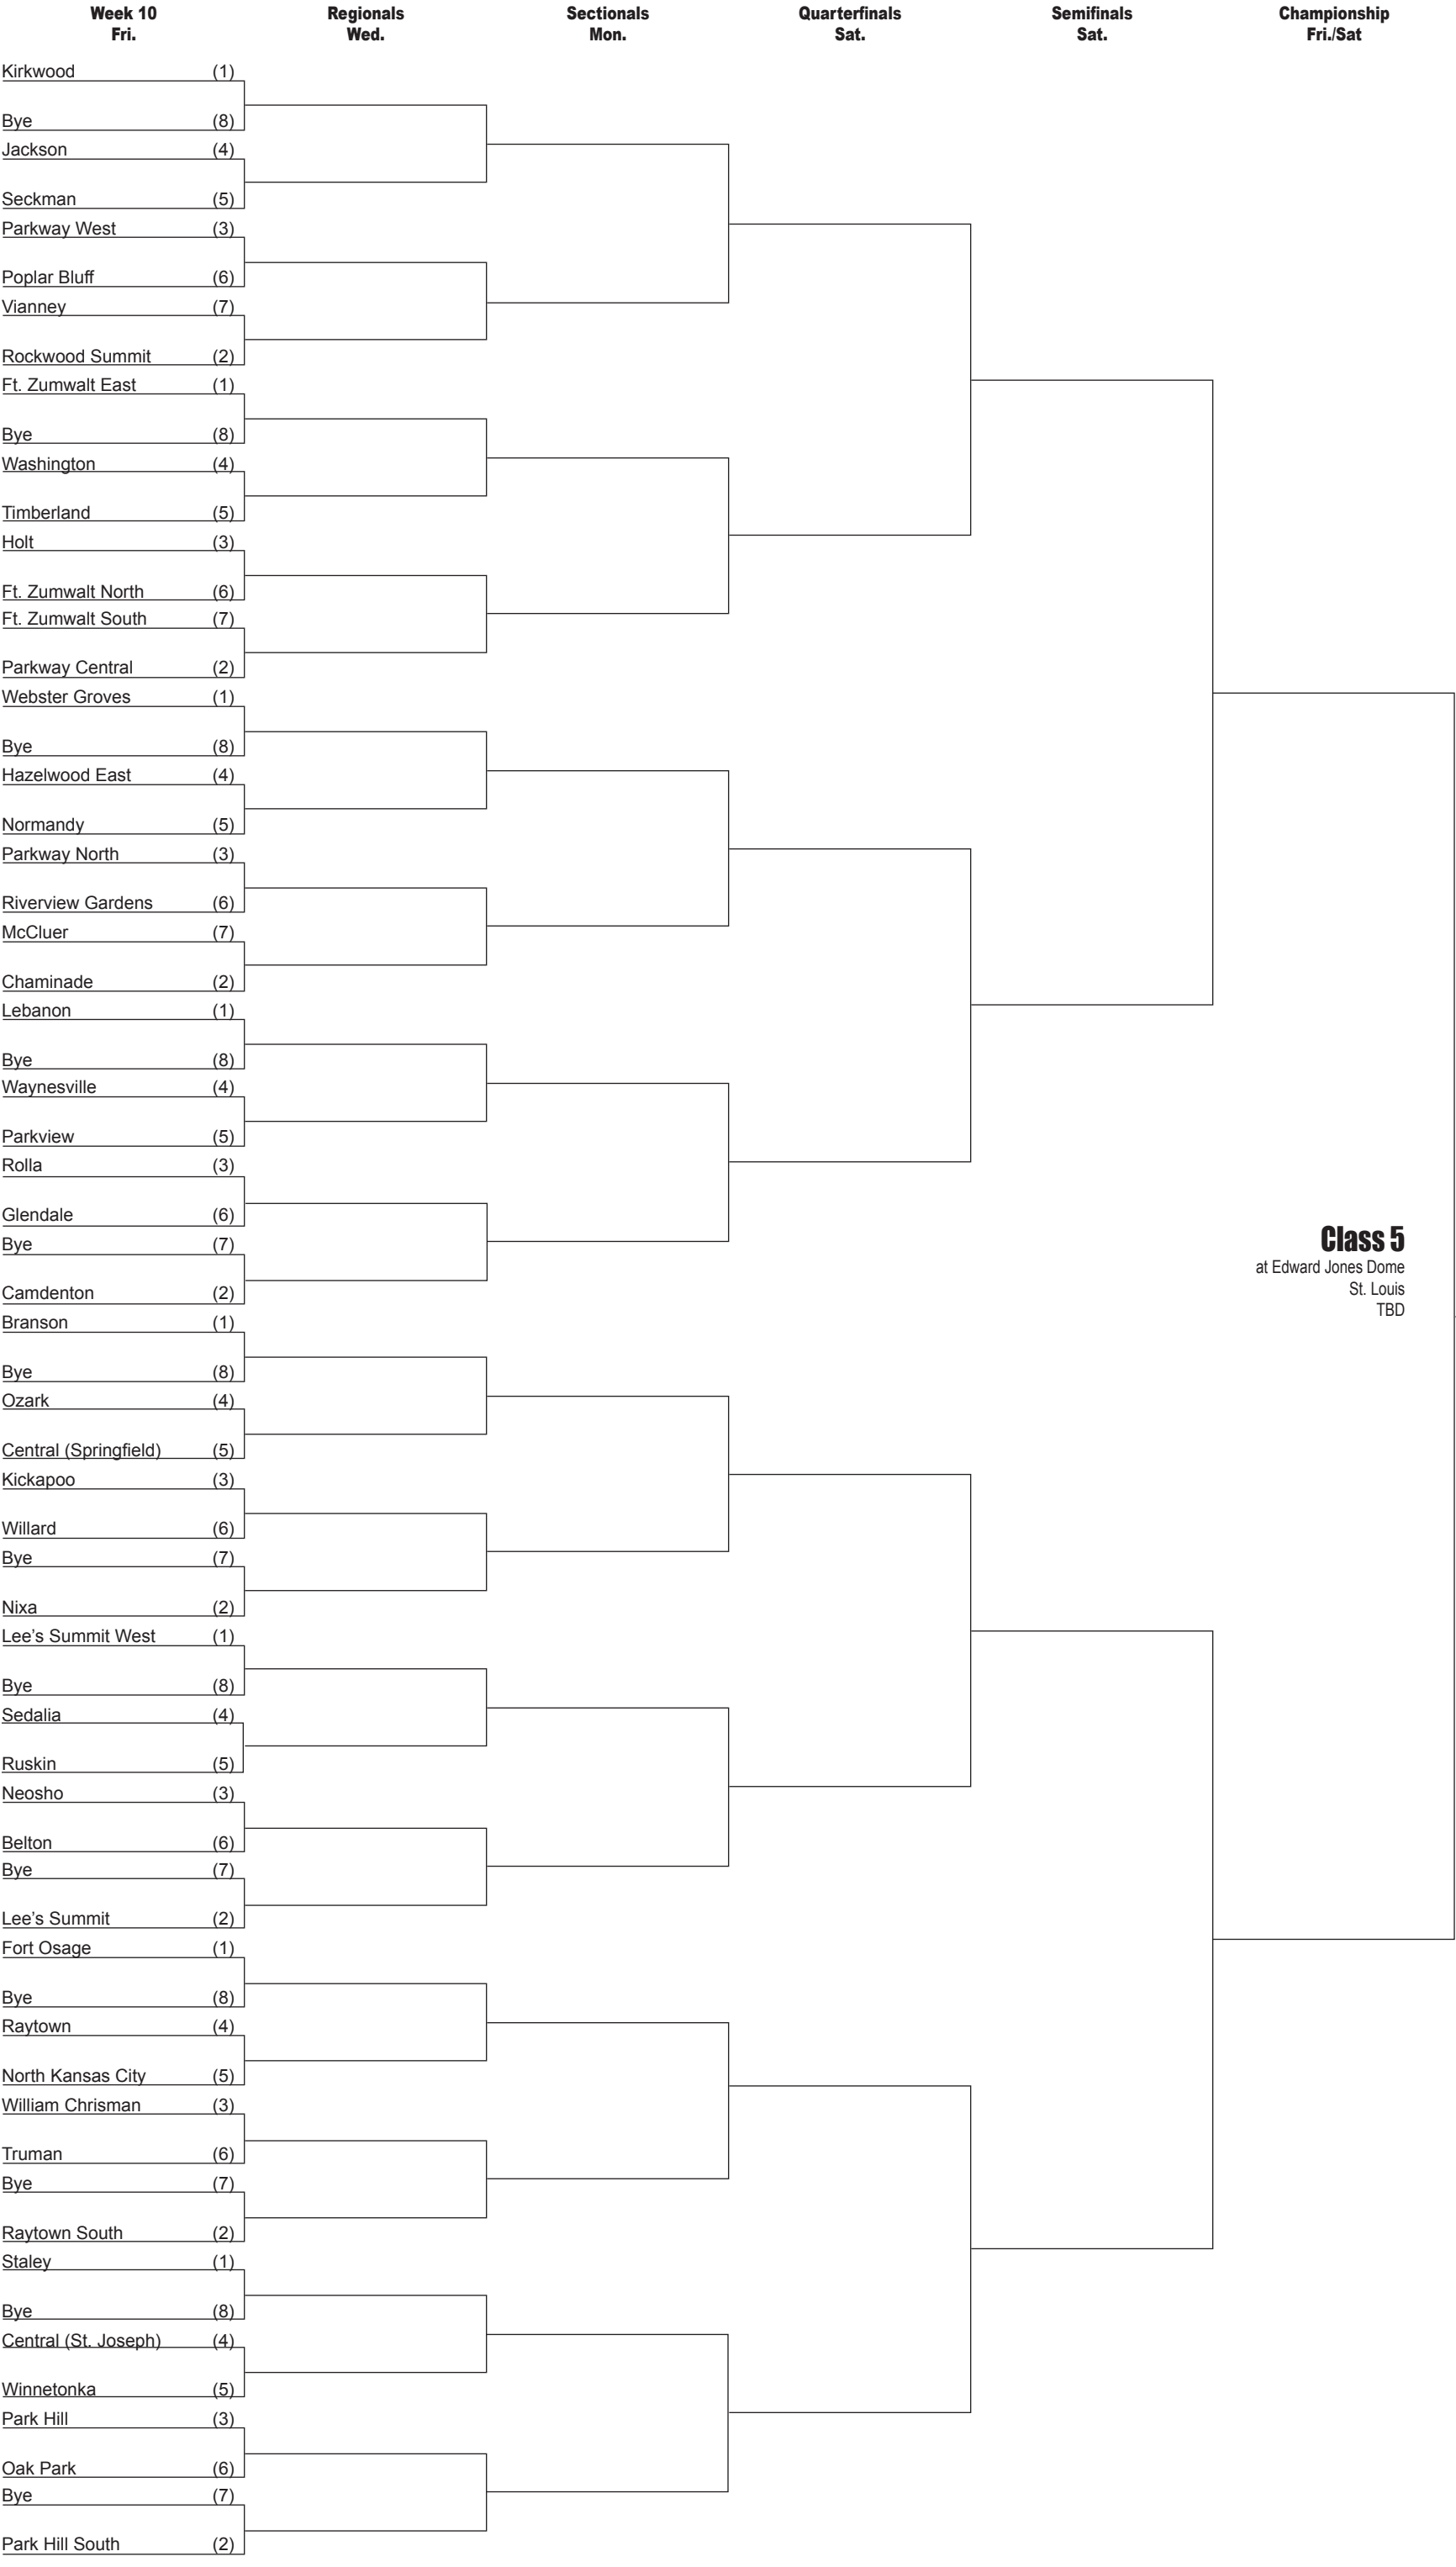 Week 10 Regionals Sectionals Quarterfinals Semifinals Championship
Fri. Wed. Mon. Sat. Sat. Fri./Sat
Kirkwood (1)
Bye (8)
Jackson (4)
Seckman (5)
Parkway West (3)
Poplar Bluff (6)
Vianney (7)
Rockwood Summit (2)
Ft. Zumwalt East (1)
Bye (8)
Washington (4)
Timberland (5)
Holt (3)
Ft. Zumwalt North (6)
Ft. Zumwalt South (7)
Parkway Central (2)
Webster Groves (1)
Bye (8)
Hazelwood East (4)
Normandy (5)
Parkway North (3)
Riverview Gardens (6)
McCluer (7)
Chaminade (2)
Lebanon (1)
Bye (8)
Waynesville (4)
Parkview (5)
Rolla (3)
Glendale (6)
Bye (7)
Camdenton (2)
Branson (1)
Bye (8)
Ozark (4)
Central (Springfield) (5)
Kickapoo (3)
Willard (6)
Bye (7)
Nixa (2)
Lee’s Summit West (1)
Bye (8)
Sedalia (4)
Ruskin (5)
Neosho (3)
Belton (6)
Bye (7)
Lee’s Summit (2)
Fort Osage (1)
Bye (8)
Raytown (4)
North Kansas City (5)
William Chrisman (3)
Truman (6)
Bye (7)
Raytown South (2)
Staley (1)
Bye (8)
Central (St. Joseph) (4)
Winnetonka (5)
Park Hill (3)
Oak Park (6)
Bye (7)
Park Hill South (2)
Class 5
at Edward Jones Dome
St. Louis
TBD